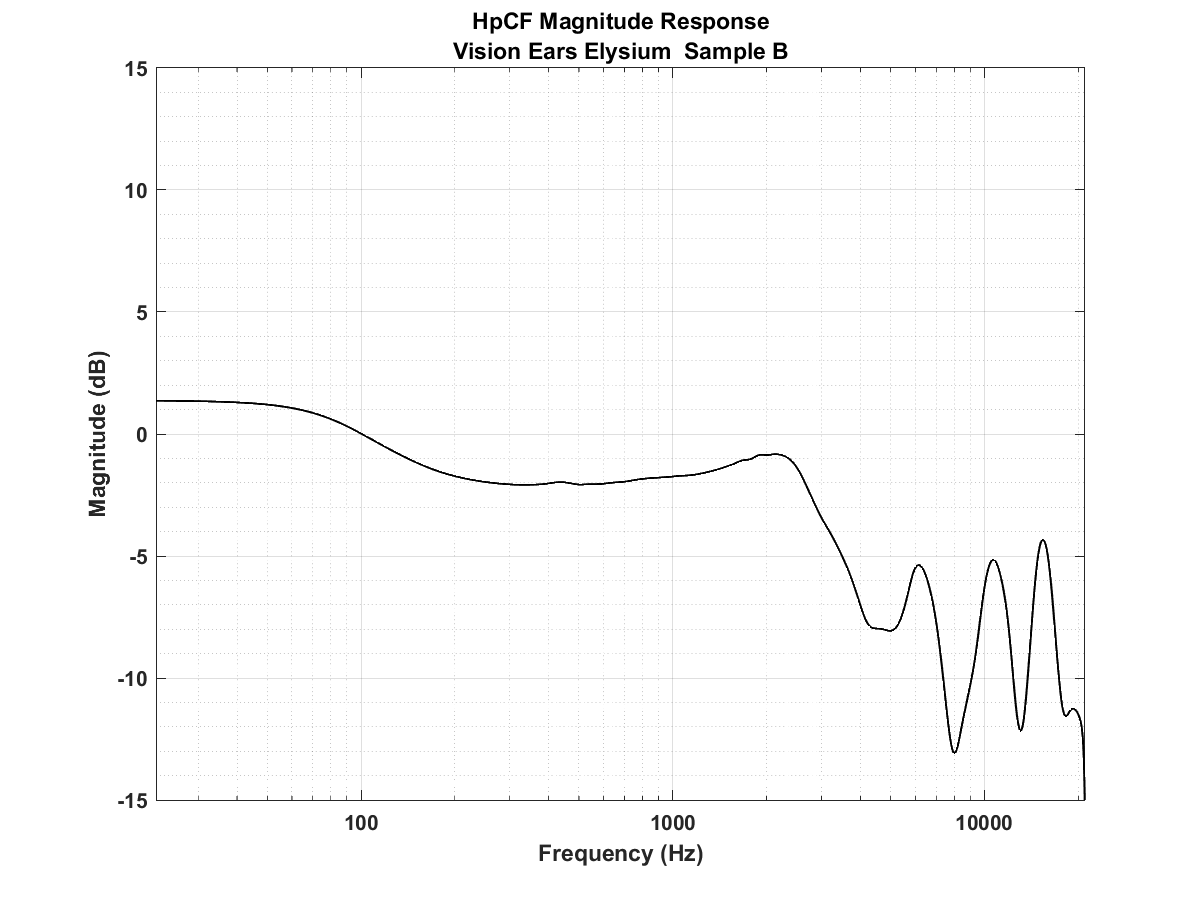 HpCF Magnitude Response
Vision Ears Elysium  Sample B
15
10
5
0
-5
-10
-15
Magnitude (dB)
100
1000
10000
Frequency (Hz)